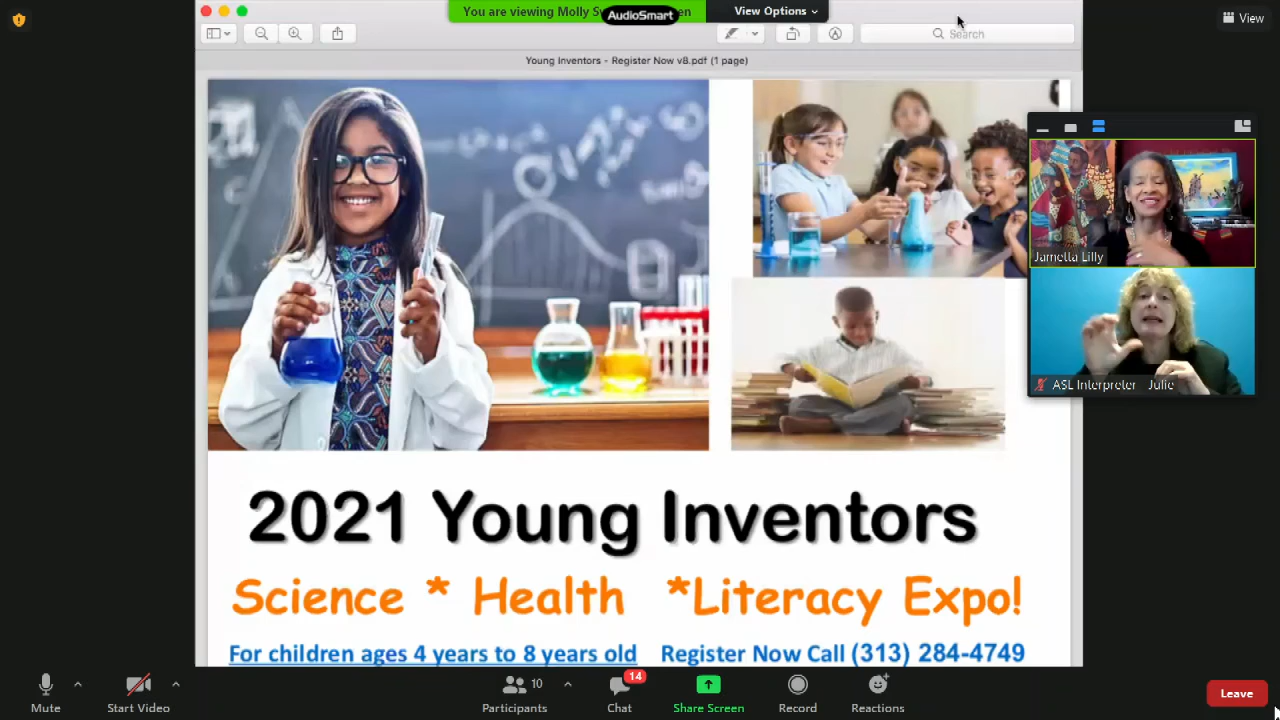 You are viewing Molly S
en
AudioSmart
View Options
View
Search
Young Inventors - Register Now v8.pdf (1 page)
Jametta Lilly
ASL Interpreter - Julie
2021 Young Inventors
Science * Health *Literacy Expo!
For children ages 4 years to 8 years old Register Now Call (313) 284-4749
Mute
Start Video
10
Participants
14
Chat
Share Screen
Record
Reactions
Leave